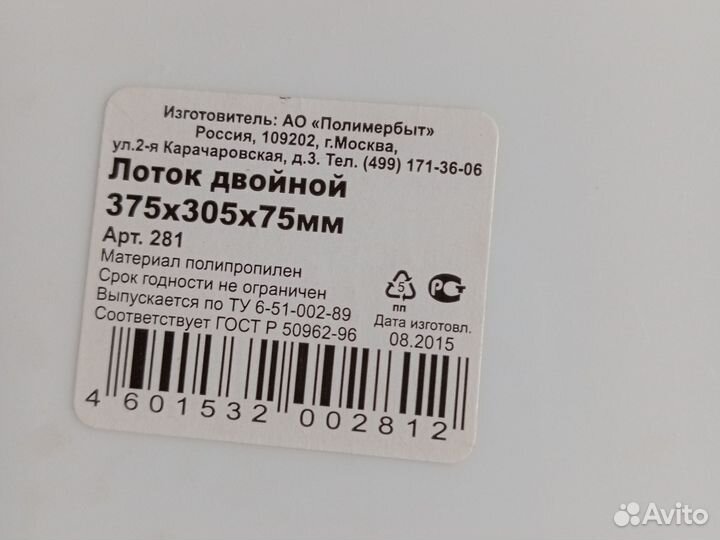 Изготовитель: АО «Полимербыт»
Россия, 109202, г.Москва,
ул.2-я Карачаровская, д.3. Тел. (499) 171-36-06
Лоток двойной
375х305х75мм
Арт. 281
Материал полипропилен
Срок годности не ограничен
Выпускается по ТУ 6-51-002-89
Соответствует ГОСТ Р 50962-96
5
пп
РСТ
Дата изготовл.
08.2015
4 601532 002812
Avito